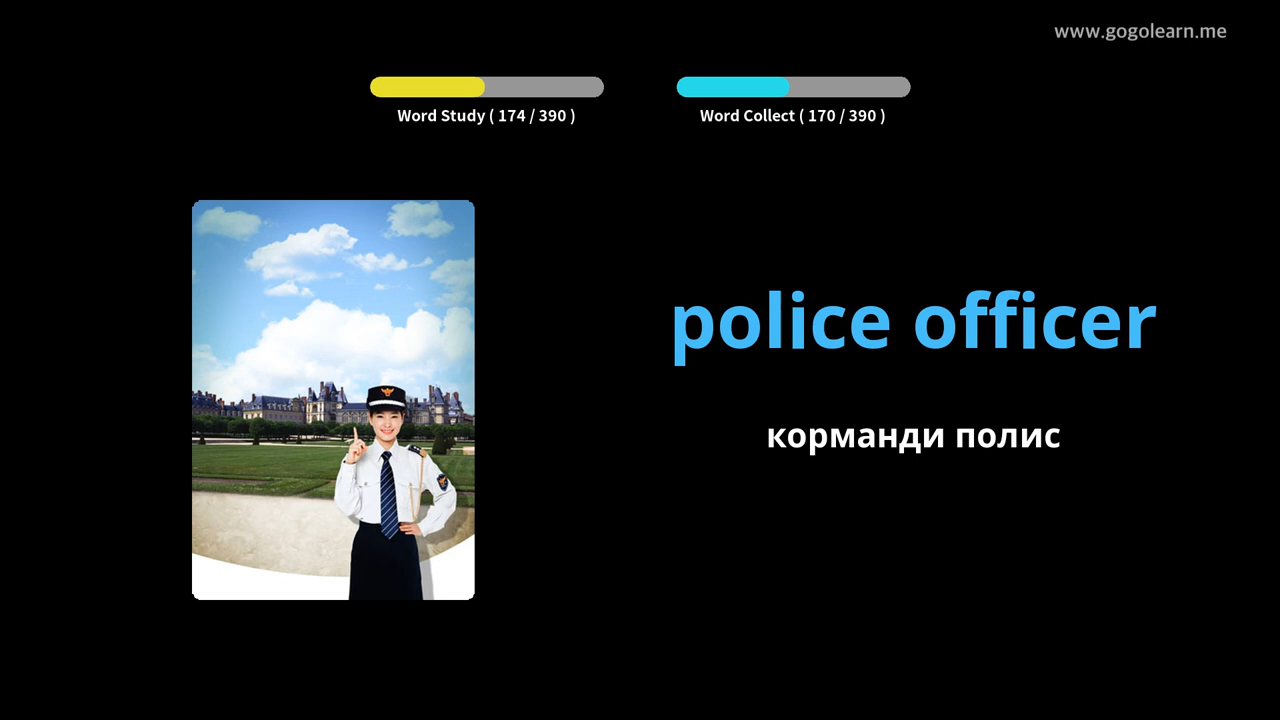 www.gogolearn.me
Word Study ( 174 / 390 )
Word Collect ( 170 / 390 )
police officer
корманди полис